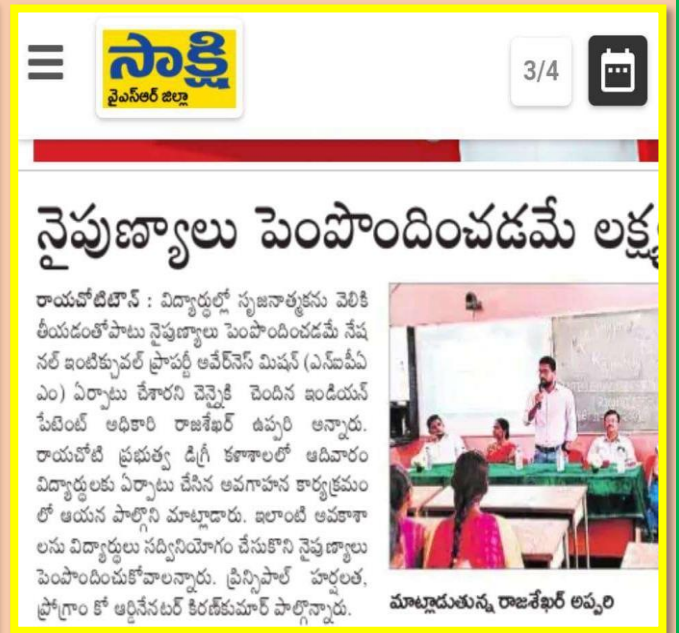 సాక్షి
వైఎస్ఆర్ జిల్లా
3/4
నైపుణ్యాలు పెంపొందించడమే లక్ష్య
రాయచోటిటౌన్ : విద్యార్థుల్లో సృజనాత్మకను వెలికి
తీయడంతోపాటు నైపుణ్యాలు పెంపొందించడమే నేష
నల్ ఇంటిక్చువల్ ప్రాపర్టీ అవేర్‌నెస్ మిషన్ (ఎన్ఐపీఏ
ఎం) ఏర్పాటు చేశారని చెన్నైకి చెందిన ఇండియన్
పేటెంట్ అధికారి రాజశేఖర్ ఉప్పరి అన్నారు.
రాయచోటి ప్రభుత్వ డిగ్రీ కళాశాలలో ఆదివారం
విద్యార్థులకు ఏర్పాటు చేసిన అవగాహన కార్యక్రమం
లో ఆయన పాల్గొని మాట్లాడారు. ఇలాంటి అవకాశా
లను విద్యార్థులు సద్వినియోగం చేసుకొని నైపుణ్యాలు
పెంపొందించుకోవాలన్నారు. ప్రిన్సిపాల్ హర్షలత,
ప్రోగ్రాం కో ఆర్డినేనటర్ కిరణ్‌కుమార్ పాల్గొన్నారు.
మాట్లాడుతున్న రాజశేఖర్ అప్పరి